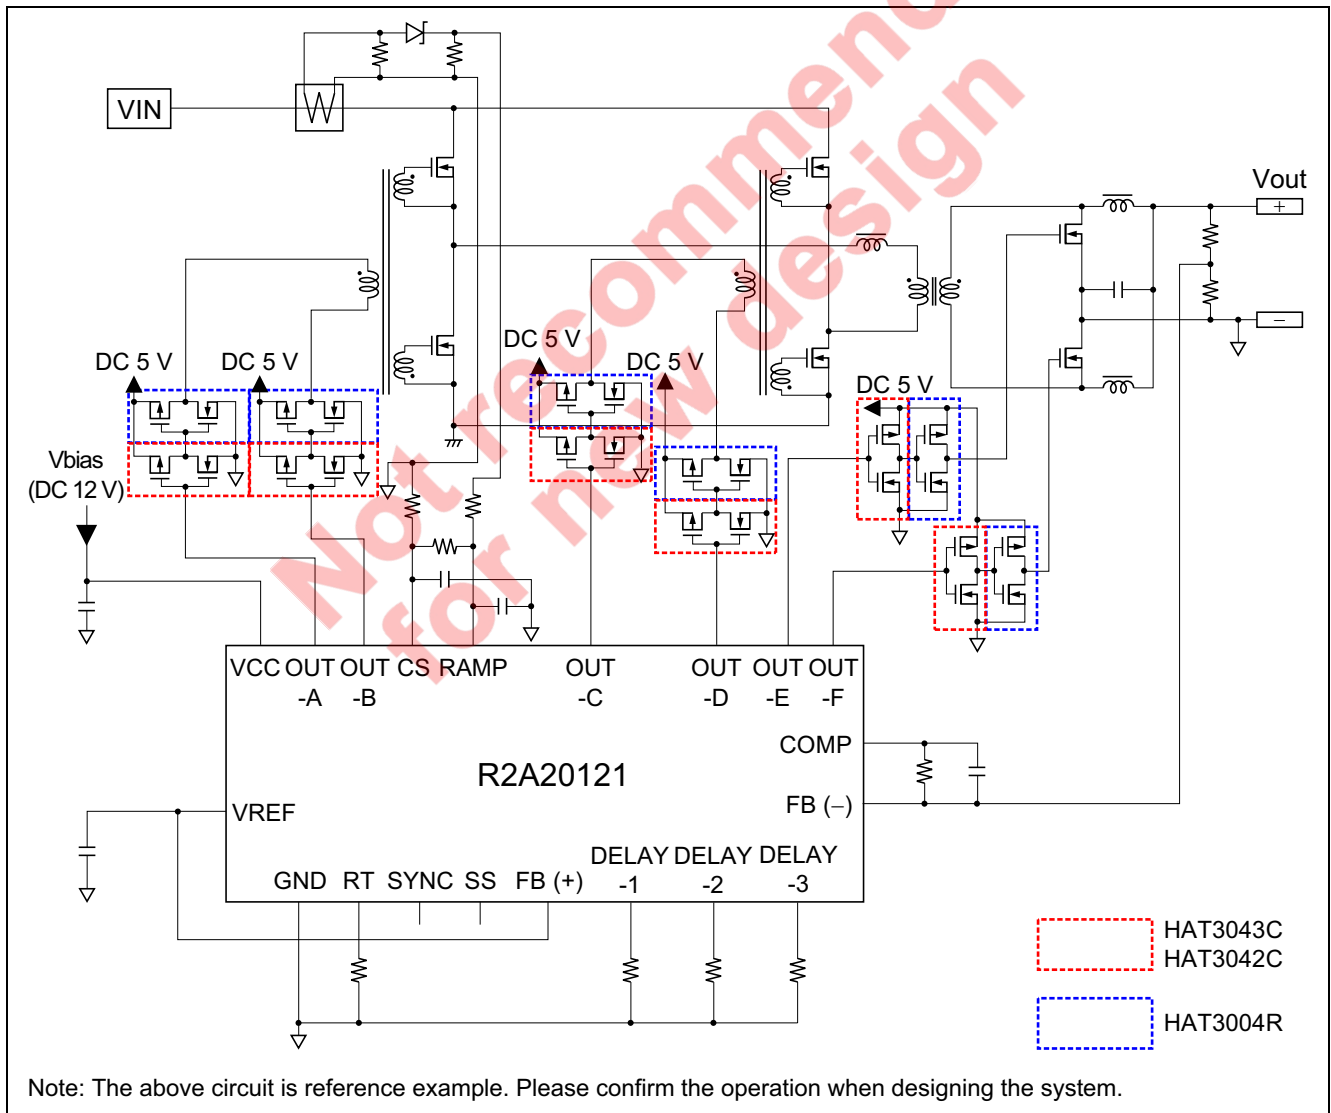 VIN
Vout
+
−
DC 5 V
DC 5 V
DC 5 V
DC 5 V
DC 5 V
Vbias
(DC 12 V)
VCC OUT OUT CS RAMP OUT OUT OUT OUT
-A -B -C -D -E -F
COMP
R2A20121
FB (−)
VREF
DELAY DELAY DELAY
GND RT SYNC SS FB (+) -1 -2 -3
HAT3043C
HAT3042C
HAT3004R
Note: The above circuit is reference example. Please confirm the operation when designing the system.
Not recommend
for new design